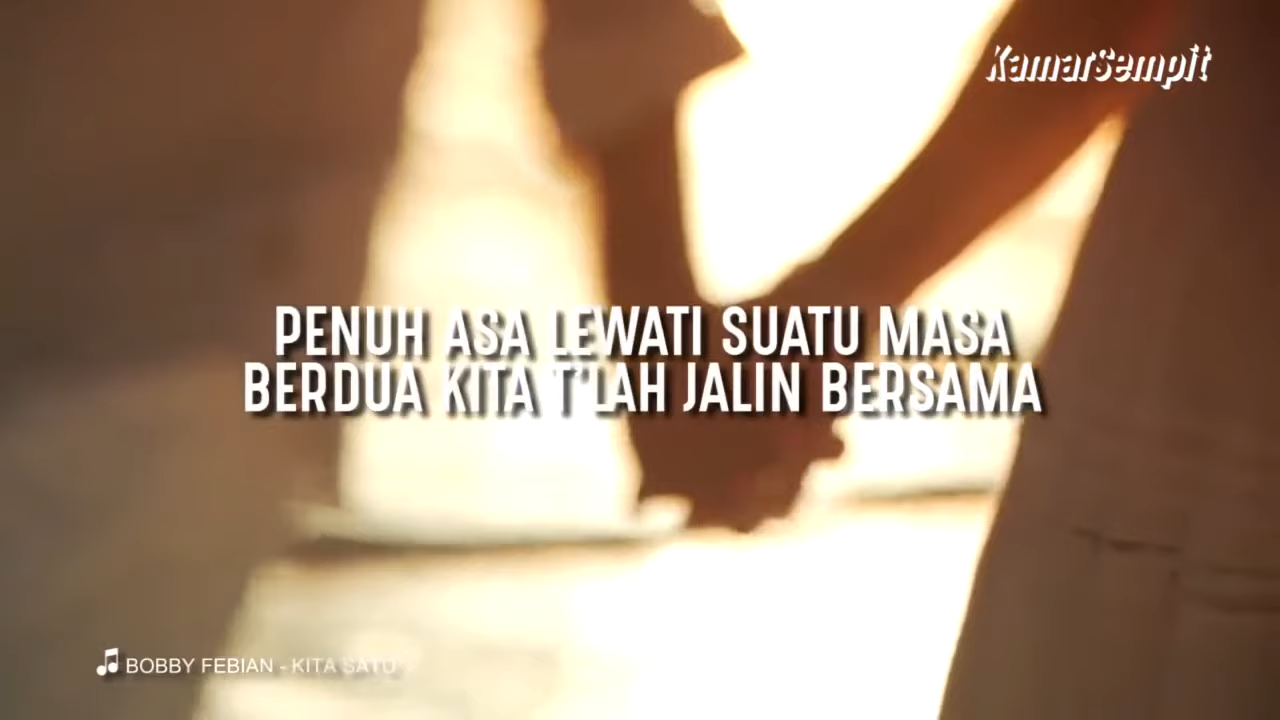 KamarSempit
PENUH ASA LEWATI SUATU MASA
BERDUA KITA T'LAH JALIN BERSAMA
BOBBY FEBIAN - KITA SATU